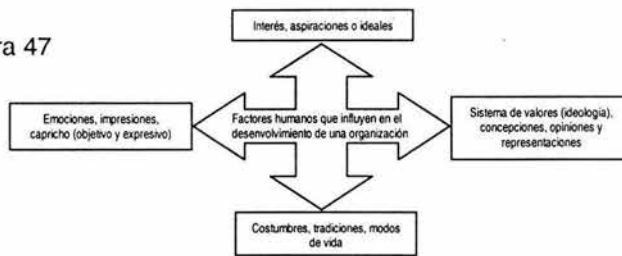 Interés, aspiraciones o ideales
ra 47
Emociones, impresiones,
capricho (objetivo y expresivo)
Factores humanos que influyen en el
desenvolvimiento de una organización
Sistema de valores (ideología),
concepciones, opiniones y
representaciones
Costumbres, tradiciones, modos
de vida